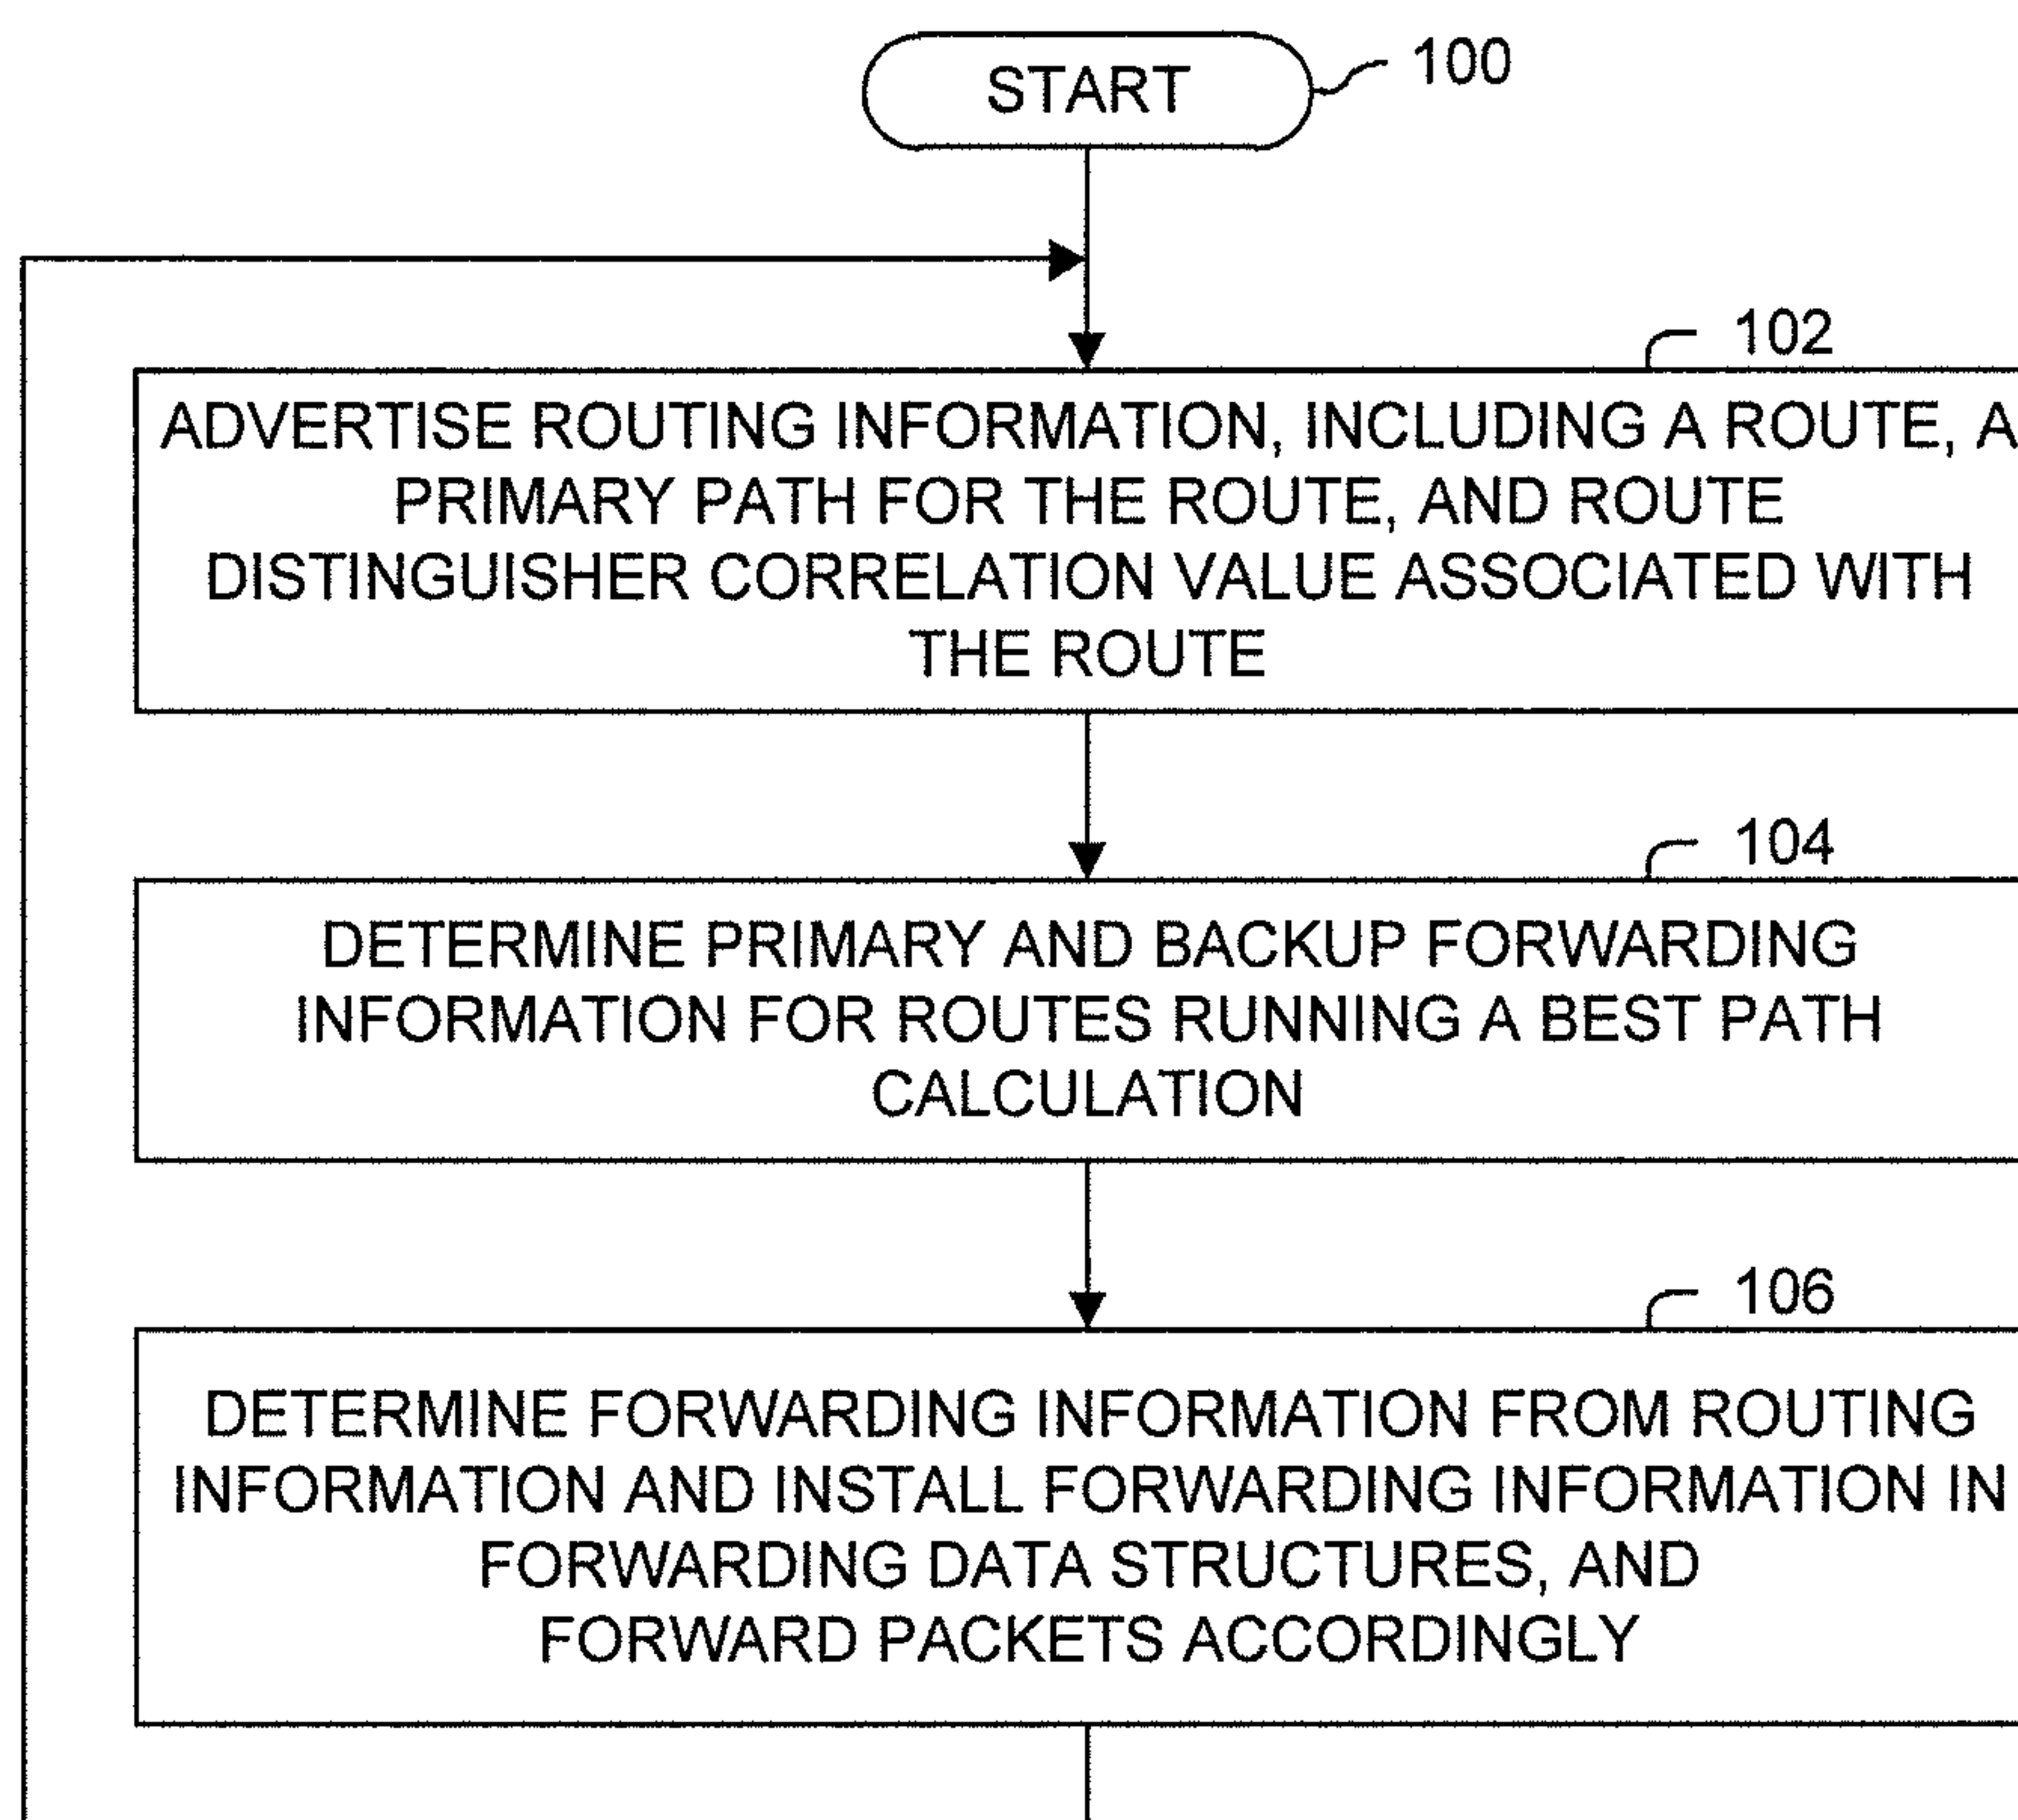 START
100
102
ADVERTISE ROUTING INFORMATION, INCLUDING A ROUTE, A
PRIMARY PATH FOR THE ROUTE, AND ROUTE
DISTINGUISHER CORRELATION VALUE ASSOCIATED WITH
THE ROUTE
104
DETERMINE PRIMARY AND BACKUP FORWARDING
INFORMATION FOR ROUTES RUNNING A BEST PATH
CALCULATION
106
DETERMINE FORWARDING INFORMATION FROM ROUTING
INFORMATION AND INSTALL FORWARDING INFORMATION IN
FORWARDING DATA STRUCTURES, AND
FORWARD PACKETS ACCORDINGLY